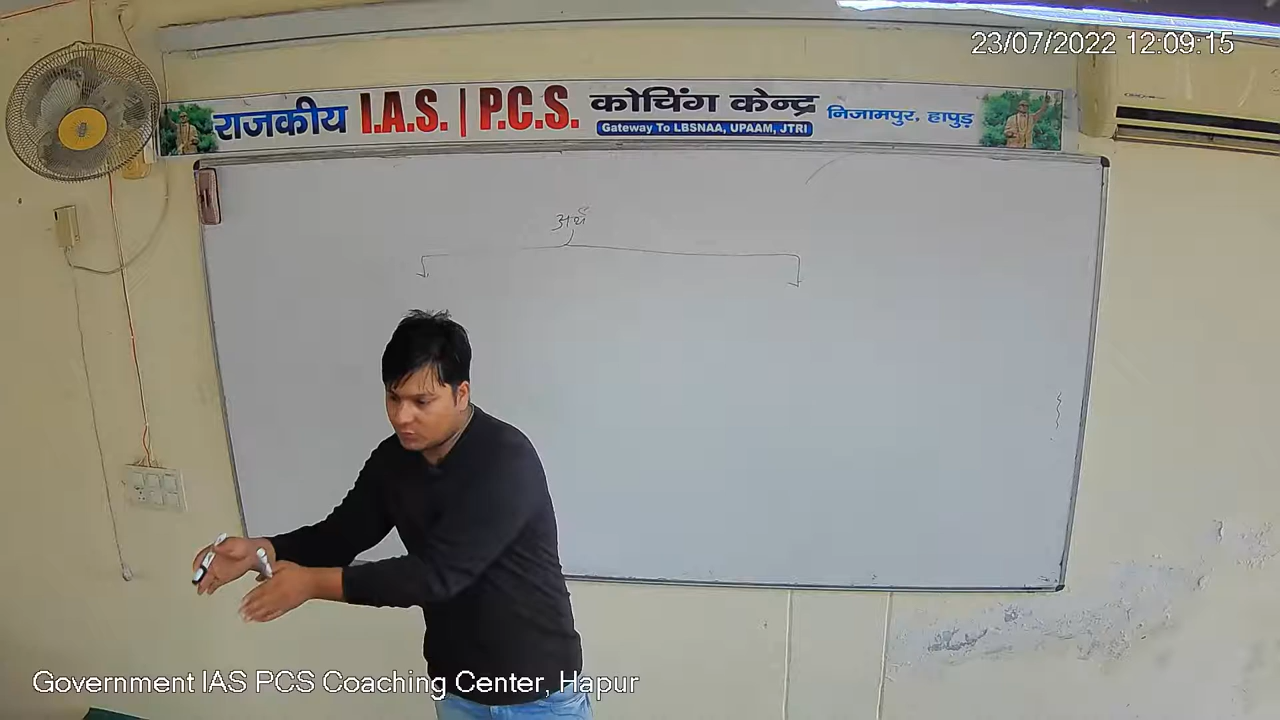 23/07/2022 12:09:15
राजकीय I.A.S. | P.C.S. कोचिंग केन्द्र निजामपुर, हापुड़
Gateway To LBSNAA, UPAAM, JTRI
अर्थ
Government IAS PCS Coaching Center, Hapur